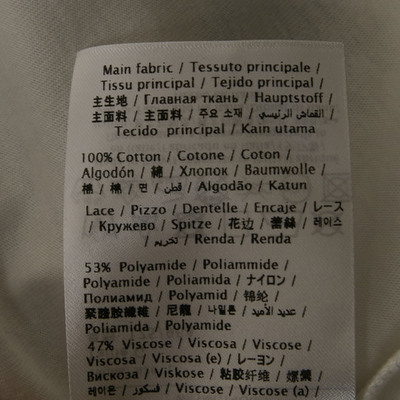 Main fabric / Tessuto principale /
Tissu principal / Tejido principal /
主生地 / Главная ткань / Hauptstoff /
主面料 / 主面料 / 주요 소재 / القماش الرئيسي /
Tecido principal / Kain utama
100% Cotton / Cotone / Coton /
Algodón / 綿 / Хлопок / Baumwolle /
棉 / 棉 / 면 / قطن / Algodão / Katun
Lace / Pizzo / Dentelle / Encaje / レース
/ Кружево / Spitze / 花边 / 蕾絲 / 레이스
/ تخريم / Renda / Renda
53% Polyamide / Poliammide /
Polyamide / Poliamida / ナイロン /
Полиамид / Polyamid / 锦纶 /
聚醯胺纖維 / 尼龍 / 나일론 / عديد الأميد /
Poliamida / Polyamide
47% Viscose / Viscosa / Viscose /
Viscosa / Viscosa (e) / レーヨン /
Вискоза / Viskose / 粘胶纤维 / 嫘縈 /
레이온 / فسكوز / Viscose / Viscosa (e) /